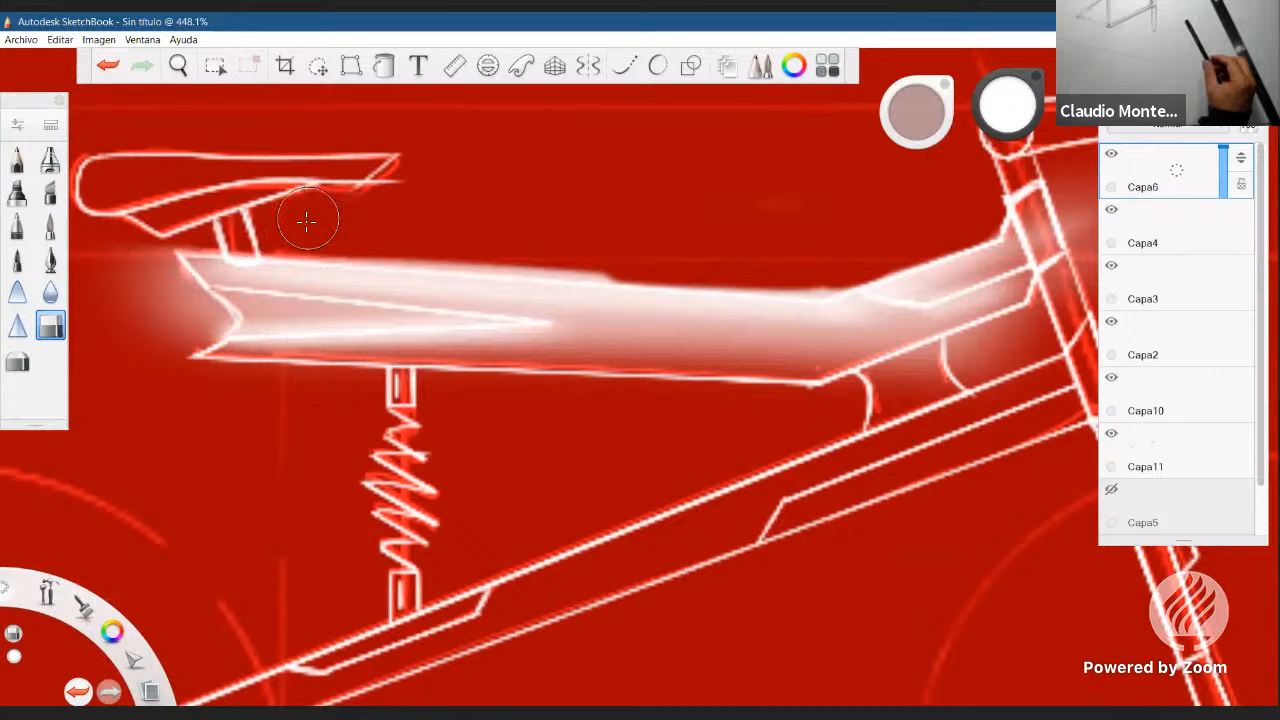 Autodesk SketchBook - Sin título @ 448.1%
Archivo Editar Imagen Ventana Ayuda
T
Claudio Monte...
Capa6
Capa4
Capa3
Capa2
Capa10
Capa11
Capa5
Powered by Zoom